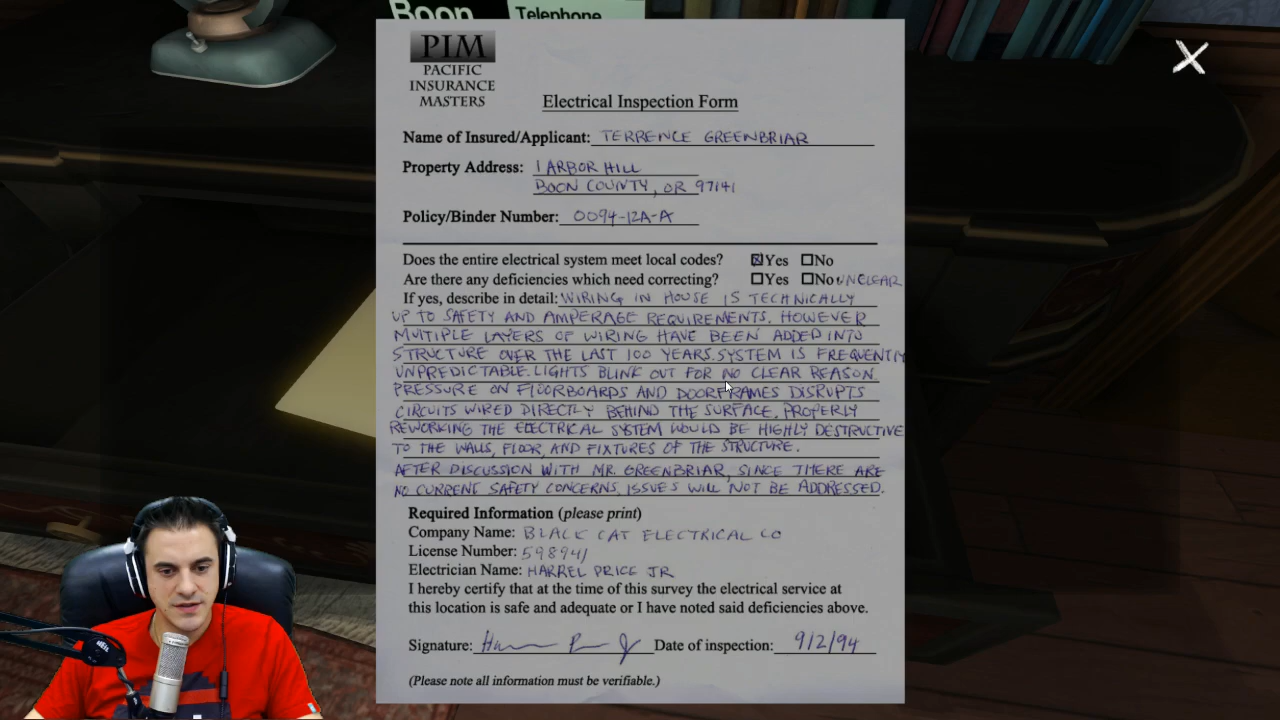 Boon
Telephone
PIM
PACIFIC
INSURANCE
MASTERS
Electrical Inspection Form
Name of Insured/Applicant: TERRENCE GREENBRIAR
Property Address: 1 ARBOR HILL
BOON COUNTY, OR 97141
Policy/Binder Number: 0094-12A-A
Does the entire electrical system meet local codes? ☒Yes ☐No
Are there any deficiencies which need correcting? ☐Yes ☐No UNCLEAR
If yes, describe in detail: WIRING IN HOUSE IS TECHNICALLY
UP TO SAFETY AND AMPERAGE REQUIREMENTS. HOWEVER
MULTIPLE LAYERS OF WIRING HAVE BEEN ADDED INTO
STRUCTURE OVER THE LAST 100 YEARS. SYSTEM IS FREQUENTLY
UNPREDICTABLE. LIGHTS BLINK OUT FOR NO CLEAR REASON.
PRESSURE ON FLOORBOARDS AND DOORFRAMES DISRUPTS
CIRCUITS WIRED DIRECTLY BEHIND THE SURFACE. PROPERLY
REWORKING THE ELECTRICAL SYSTEM WOULD BE HIGHLY DESTRUCTIVE
TO THE WALLS, FLOOR, AND FIXTURES OF THE STRUCTURE.
AFTER DISCUSSION WITH MR. GREENBRIAR, SINCE THERE ARE
NO CURRENT SAFETY CONCERNS, ISSUES WILL NOT BE ADDRESSED.
Required Information (please print)
Company Name: BLACK CAT ELECTRICAL CO
License Number: 598941
Electrician Name: HARREL PRICE JR
I hereby certify that at the time of this survey the electrical service at
this location is safe and adequate or I have noted said deficiencies above.
Signature: Date of inspection: 9/2/94
(Please note all information must be verifiable.)